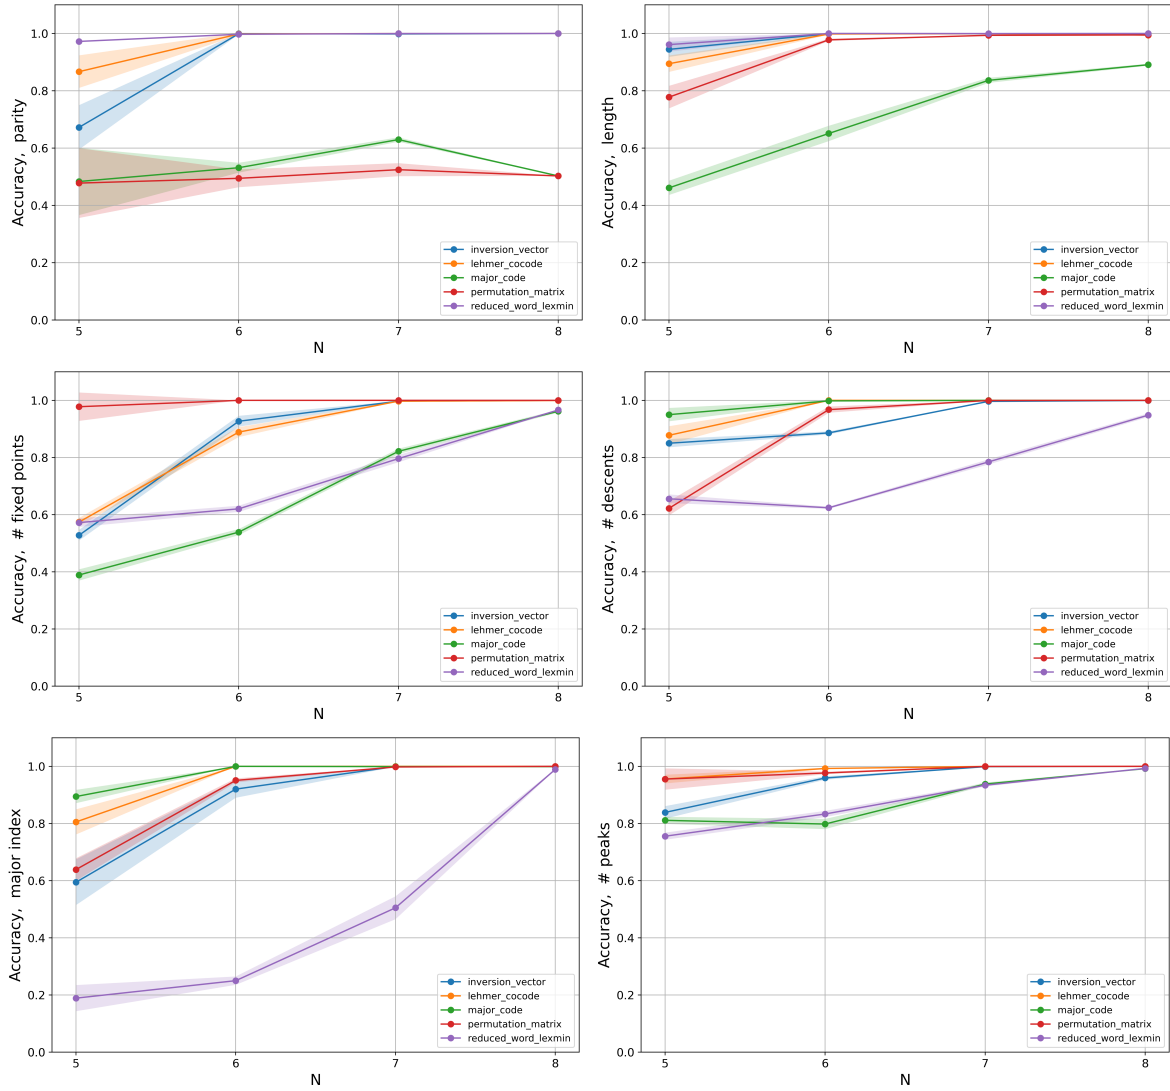 Accuracy, parity
1.0
0.8
0.6
0.4
0.2
0.0
5 6 7 8
N
inversion_vector
lehmer_cocode
major_code
permutation_matrix
reduced_word_lexmin
Accuracy, length
1.0
0.8
0.6
0.4
0.2
0.0
5 6 7 8
N
inversion_vector
lehmer_cocode
major_code
permutation_matrix
reduced_word_lexmin
Accuracy, # fixed points
1.0
0.8
0.6
0.4
0.2
0.0
5 6 7 8
N
inversion_vector
lehmer_cocode
major_code
permutation_matrix
reduced_word_lexmin
Accuracy, # descents
1.0
0.8
0.6
0.4
0.2
0.0
5 6 7 8
N
inversion_vector
lehmer_cocode
major_code
permutation_matrix
reduced_word_lexmin
Accuracy, major index
1.0
0.8
0.6
0.4
0.2
0.0
5 6 7 8
N
inversion_vector
lehmer_cocode
major_code
permutation_matrix
reduced_word_lexmin
Accuracy, # peaks
1.0
0.8
0.6
0.4
0.2
0.0
5 6 7 8
N
inversion_vector
lehmer_cocode
major_code
permutation_matrix
reduced_word_lexmin